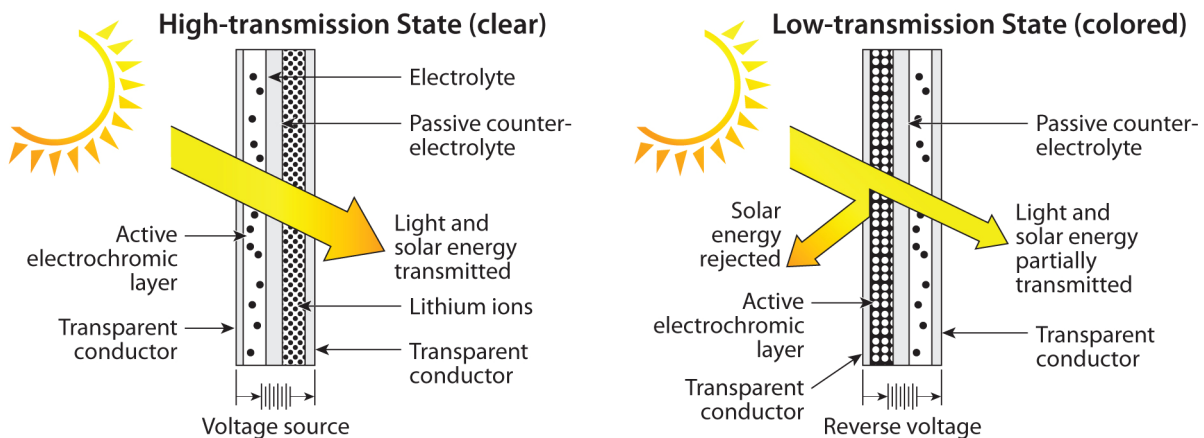 High-transmission State (clear)
Electrolyte
Passive counter-
electrolyte
Light and
solar energy
transmitted
Lithium ions
Transparent
conductor
Active
electrochromic
layer
Transparent
conductor
Voltage source
Low-transmission State (colored)
Passive counter-
electrolyte
Solar
energy
rejected
Light and
solar energy
partially
transmitted
Active
electrochromic
layer
Transparent
conductor
Transparent
conductor
Reverse voltage